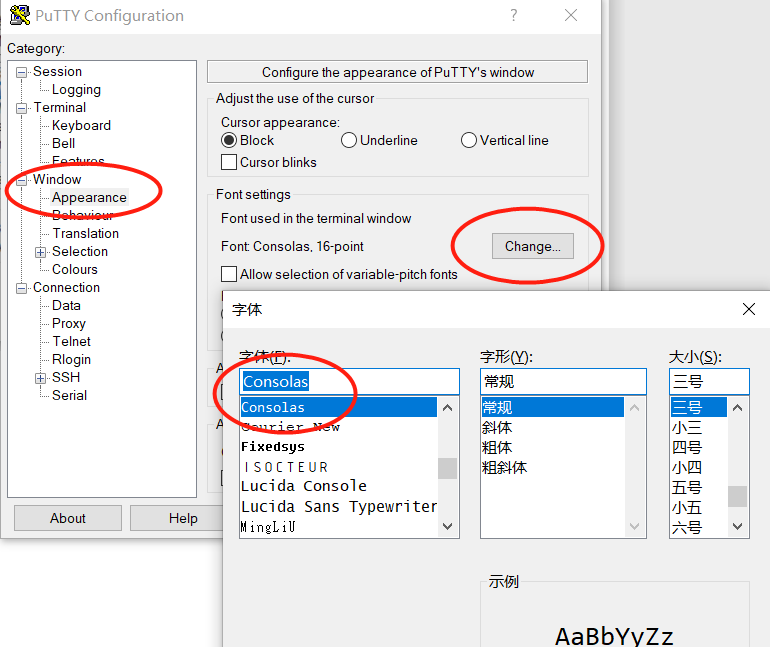 PuTTY Configuration
Category:
Session
Logging
Terminal
Keyboard
Bell
Features
Window
Appearance
Behaviour
Translation
Selection
Colours
Connection
Data
Proxy
Telnet
Rlogin
SSH
Serial
About
Help
Configure the appearance of PuTTY's window
Adjust the use of the cursor
Cursor appearance:
Block Underline Vertical line
Cursor blinks
Font settings
Font used in the terminal window
Font: Consolas, 16-point
Change...
Allow selection of variable-pitch fonts
字体
字体(F):
Consolas
Consolas
Courier New
Fixedsys
ISOCTEUR
Lucida Console
Lucida Sans Typewriter
MingLiU
字形(Y):
常规
常规
斜体
粗体
粗斜体
大小(S):
三号
三号
小三
四号
小四
五号
小五
六号
示例
AaBbYyZz